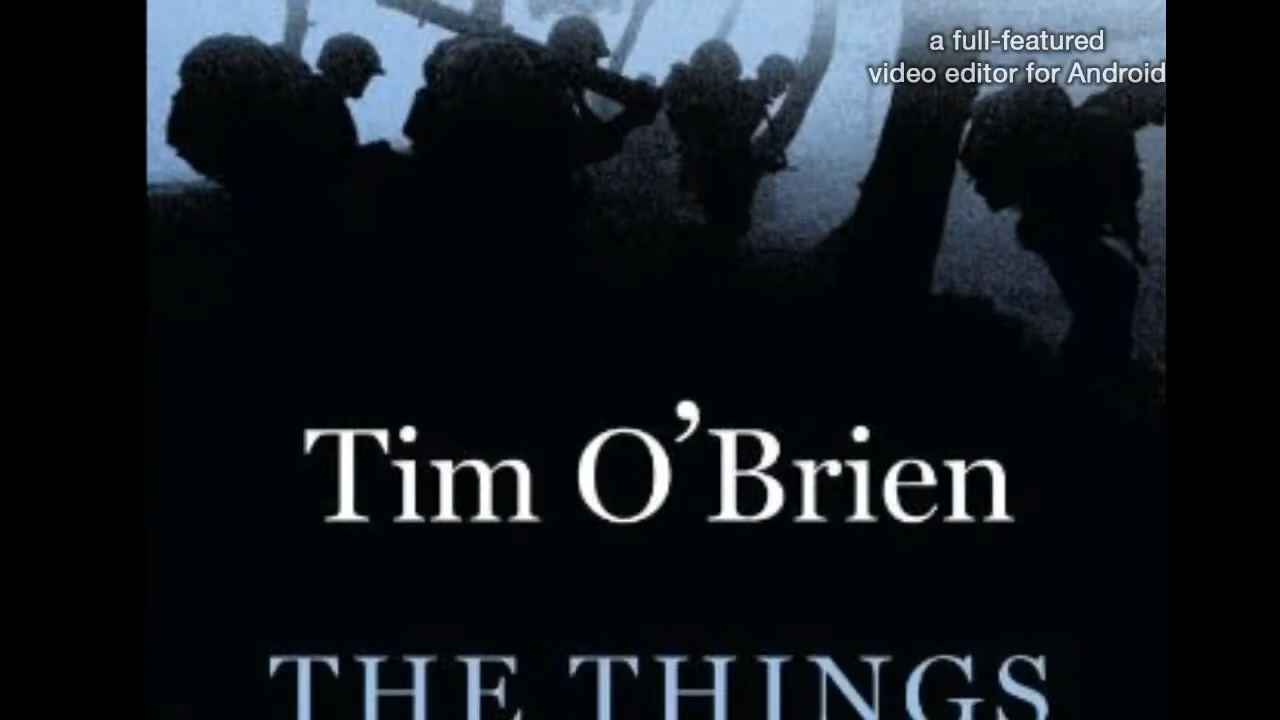 a full-featured
video editor for Android
Tim O’Brien
THE THINGS